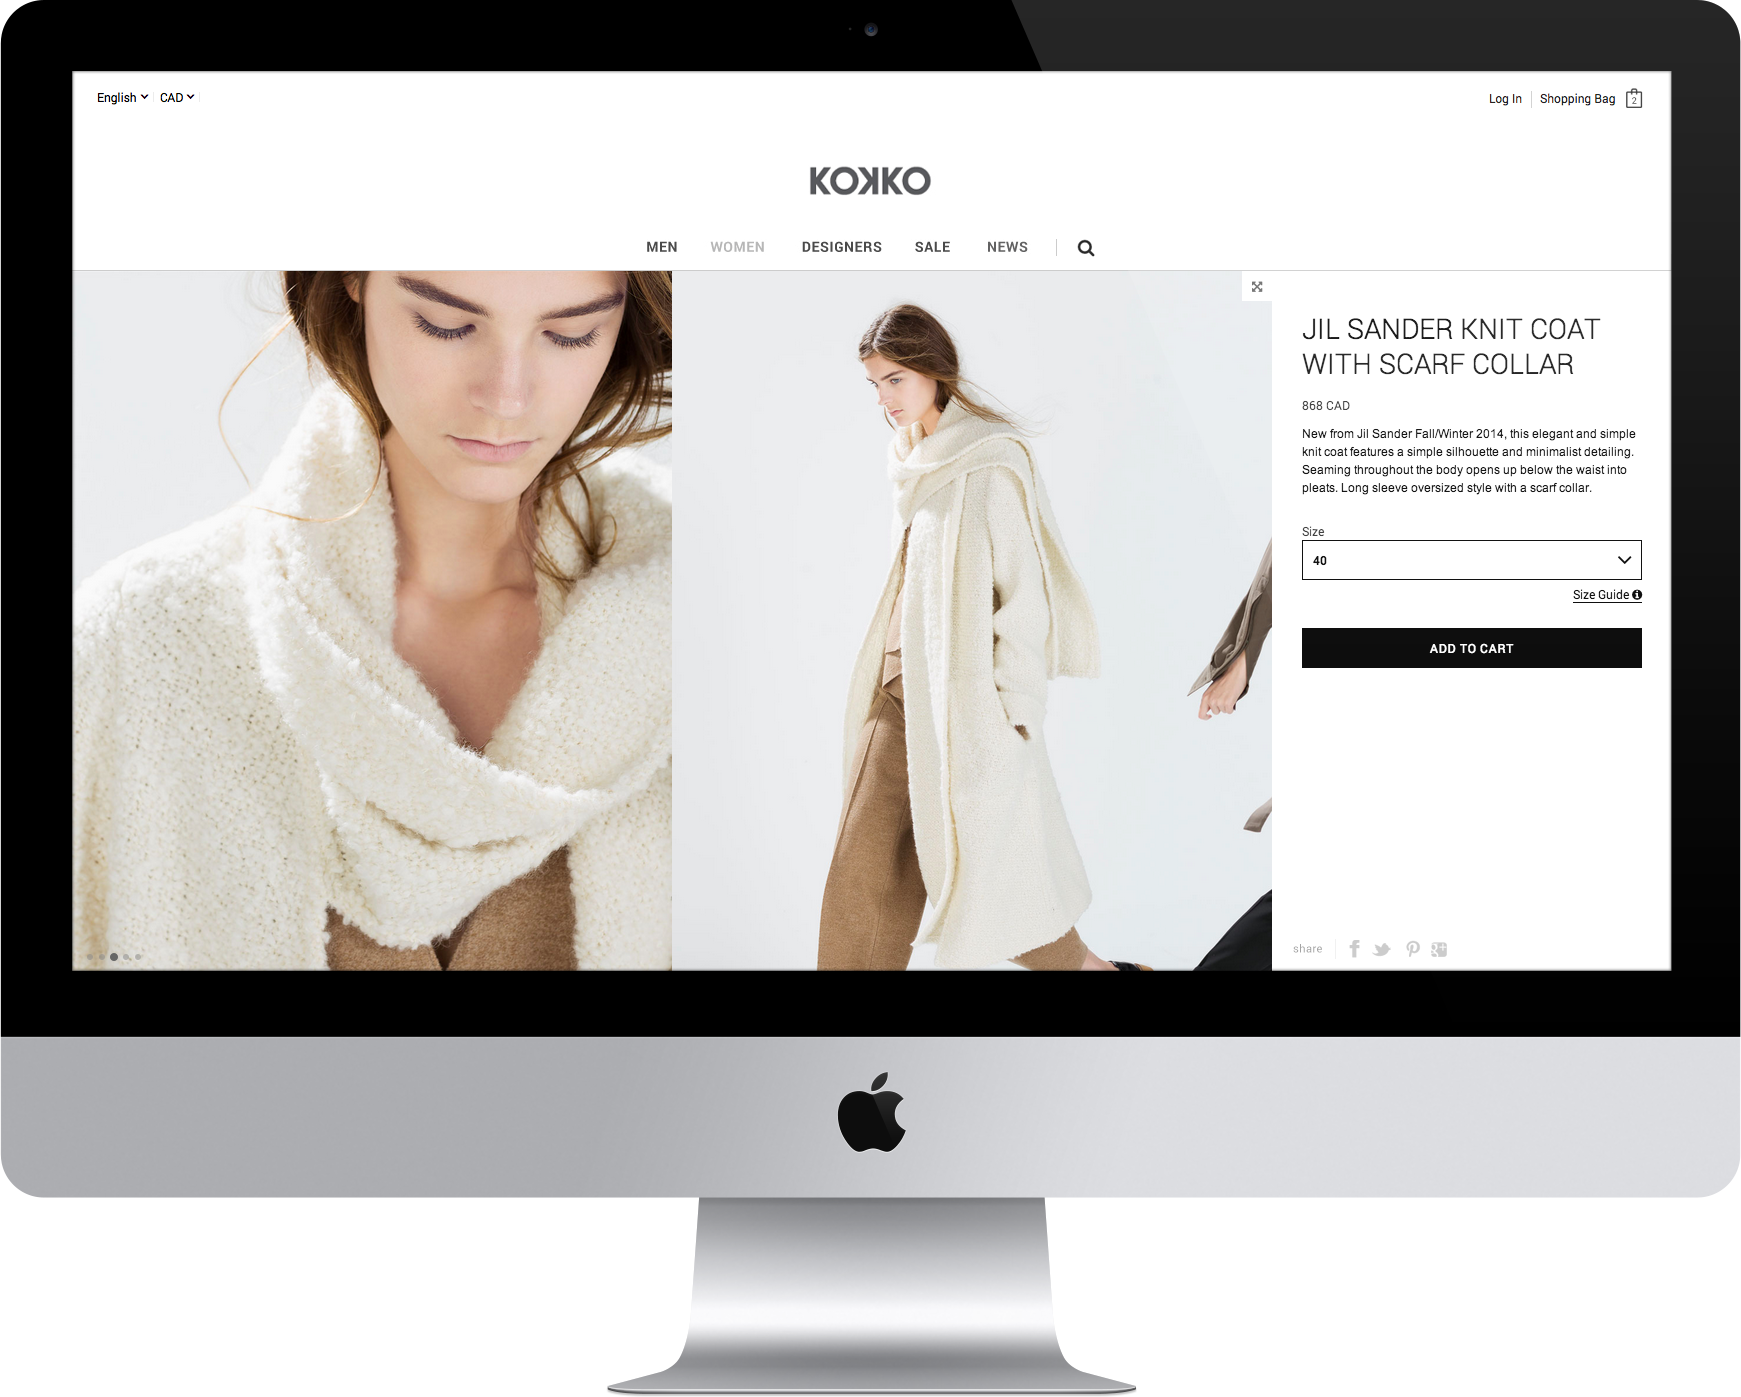 English CAD
Log In Shopping Bag 2
KOKKO
MEN WOMEN DESIGNERS SALE NEWS
JIL SANDER KNIT COAT
WITH SCARF COLLAR
868 CAD
New from Jil Sander Fall/Winter 2014, this elegant and simple
knit coat features a simple silhouette and minimalist detailing.
Seaming throughout the body opens up below the waist into
pleats. Long sleeve oversized style with a scarf collar.
Size
40
Size Guide
ADD TO CART
share